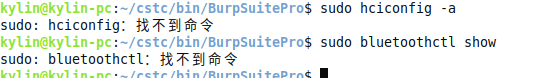 kylin@kylin-pc:~/cstc/bin/BurpSuitePro$ sudo hciconfig -a
sudo: hciconfig：找不到命令
kylin@kylin-pc:~/cstc/bin/BurpSuitePro$ sudo bluetoothctl show
sudo: bluetoothctl：找不到命令
kylin@kylin-pc:~/cstc/bin/BurpSuitePro$